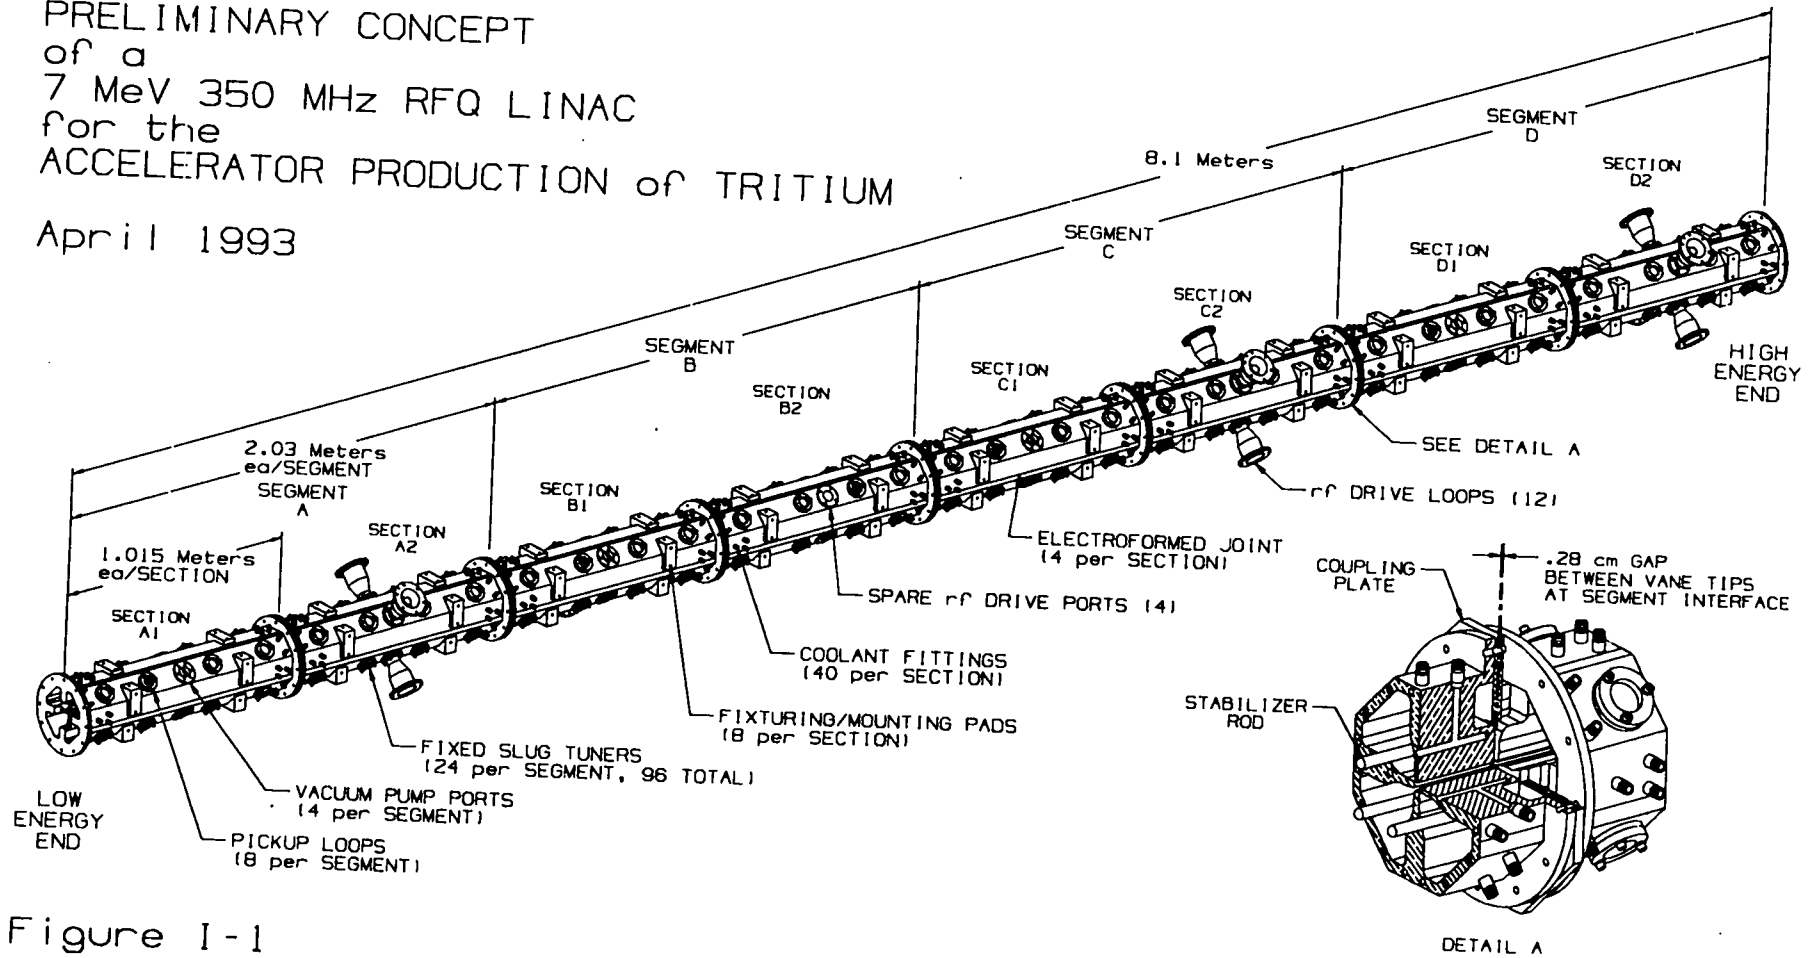 PRELIMINARY CONCEPT
of a
7 MeV 350 MHz RFQ LINAC
for the
ACCELERATOR PRODUCTION of TRITIUM
April 1993
8.1 Meters
SEGMENT
D
SECTION
D2
SEGMENT
C
SECTION
D1
SECTION
C2
SEGMENT
B
SECTION
C1
SECTION
B2
HIGH
ENERGY
END
2.03 Meters
ea/SEGMENT
SEGMENT
A
SECTION
B1
SECTION
A2
1.015 Meters
ea/SECTION
SECTION
A1
SEE DETAIL A
rf DRIVE LOOPS (12)
ELECTROFORMED JOINT
(4 per SECTION)
SPARE rf DRIVE PORTS (4)
COOLANT FITTINGS
(40 per SECTION)
FIXTURING/MOUNTING PADS
(8 per SECTION)
FIXED SLUG TUNERS
(24 per SEGMENT, 96 TOTAL)
VACUUM PUMP PORTS
(4 per SEGMENT)
PICKUP LOOPS
(8 per SEGMENT)
LOW
ENERGY
END
COUPLING
PLATE
.28 cm GAP
BETWEEN VANE TIPS
AT SEGMENT INTERFACE
STABILIZER
ROD
DETAIL A
Figure I-1